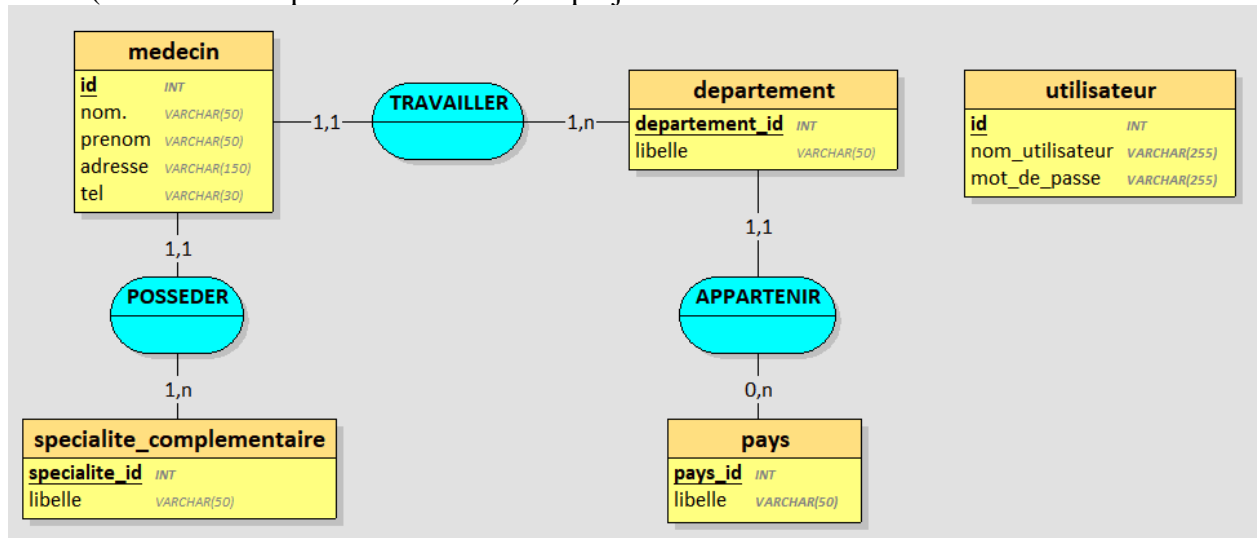 medecin
id INT
nom. VARCHAR(50)
prenom VARCHAR(50)
adresse VARCHAR(150)
tel VARCHAR(30)
1,1
TRAVAILLER
1,n
departement
departement_id INT
libelle VARCHAR(50)
utilisateur
id INT
nom_utilisateur VARCHAR(255)
mot_de_passe VARCHAR(255)
1,1
POSSEDER
1,n
specialite_complementaire
specialite_id INT
libelle VARCHAR(50)
1,1
APPARTENIR
0,n
pays
pays_id INT
libelle VARCHAR(50)